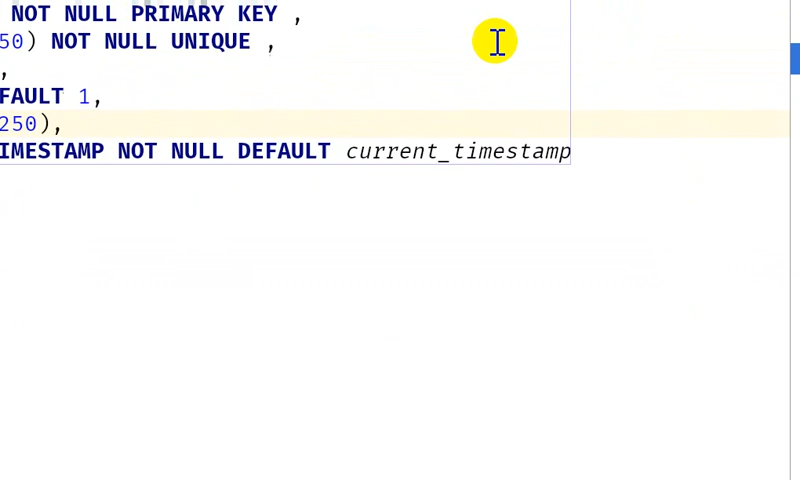 NOT NULL PRIMARY KEY ,
50) NOT NULL UNIQUE ,
,
FAULT 1,
250),
IMESTAMP NOT NULL DEFAULT current_timestamp